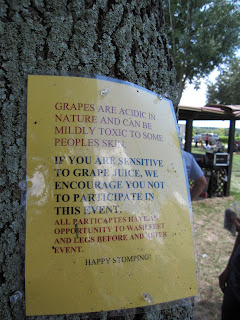 GRAPES ARE ACIDIC IN
NATURE AND CAN BE
MILDLY TOXIC TO SOME
PEOPLES SKIN.
IF YOU ARE SENSITIVE
TO GRAPE JUICE, WE
ENCOURAGE YOU NOT
TO PARTICIPATE IN
THIS EVENT.
ALL PARTICAPTES HAVE AN
OPPORTUNITY TO WASH FEET
AND LEGS BEFORE AND AFTER
EVENT.
HAPPY STOMPING!